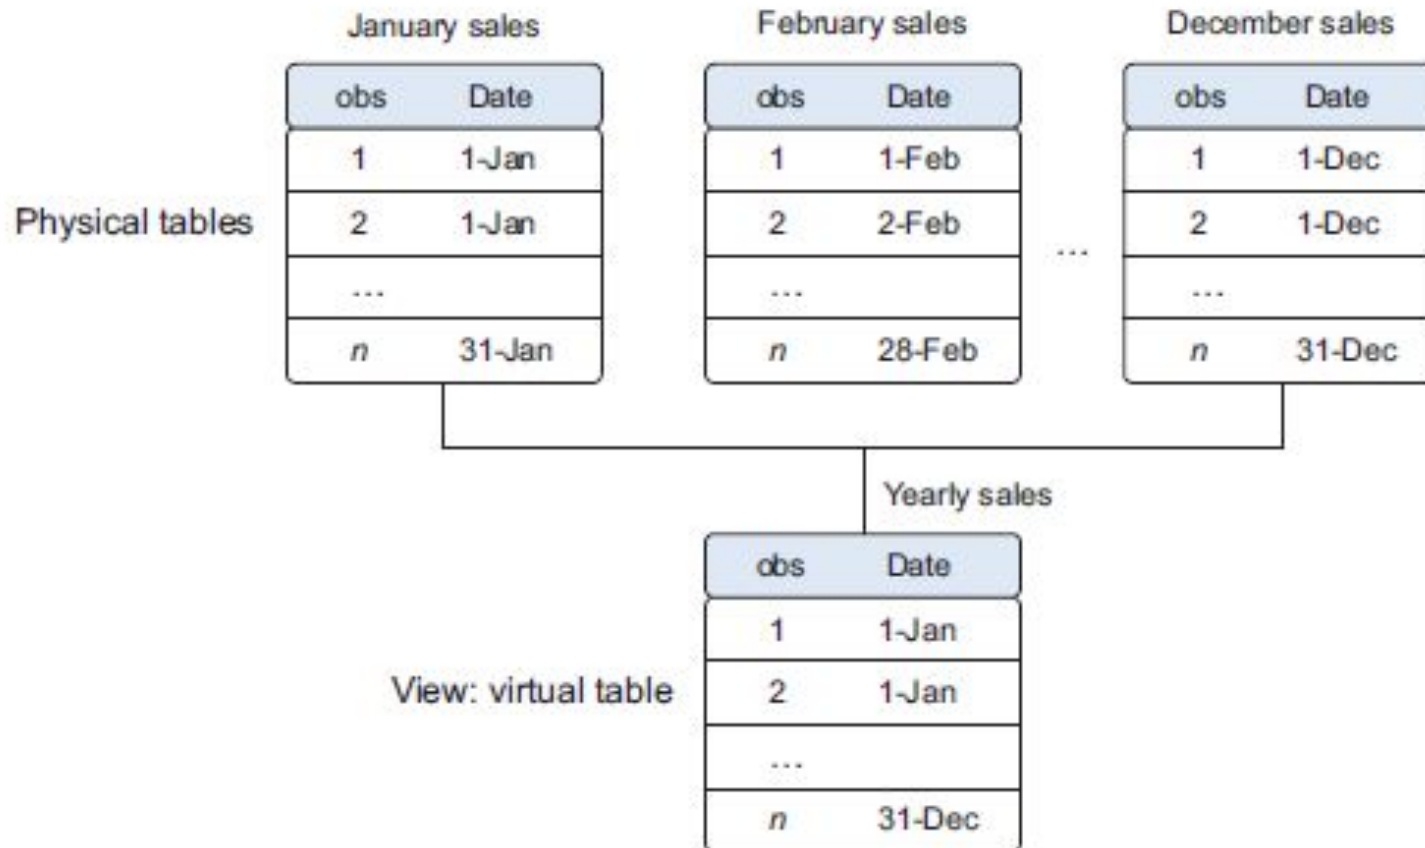 January sales
February sales
December sales
obs Date
obs Date
obs Date
1 1-Jan
1 1-Feb
1 1-Dec
Physical tables
2 1-Jan
2 2-Feb
2 1-Dec
...
...
...
...
n 31-Jan
n 28-Feb
n 31-Dec
Yearly sales
obs Date
1 1-Jan
View: virtual table
2 1-Jan
...
n 31-Dec